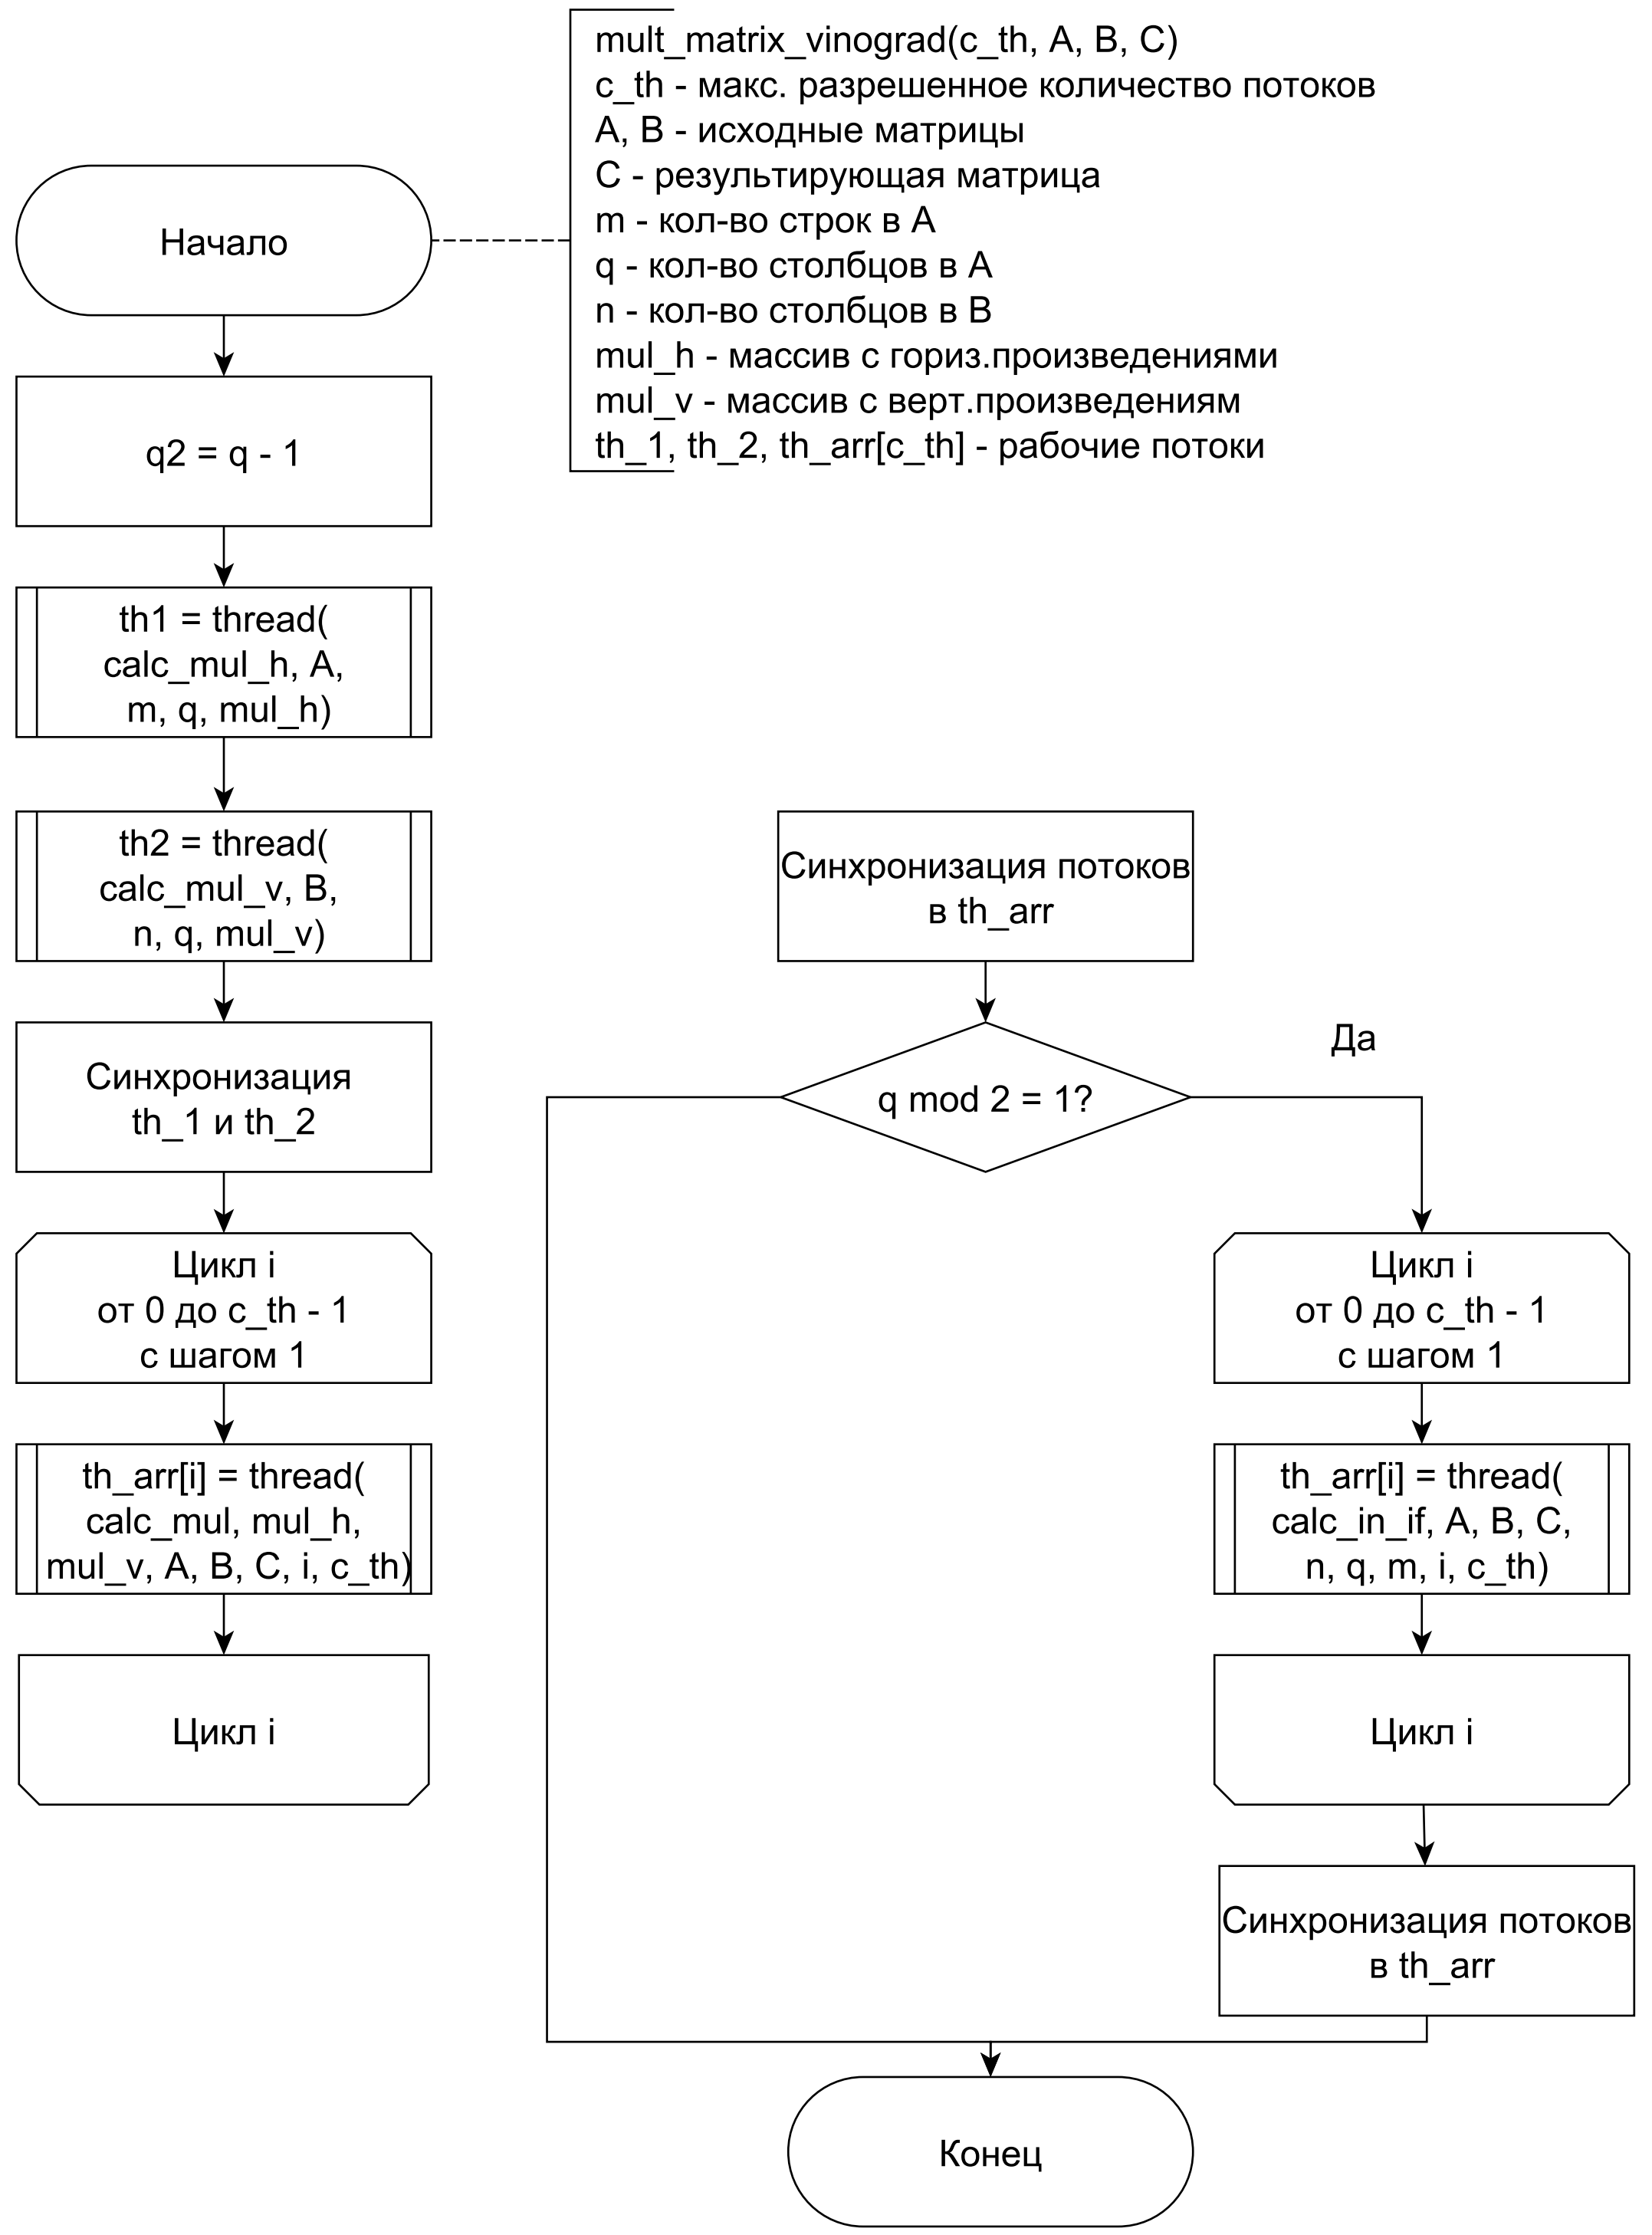 mult_matrix_vinograd(c_th, A, B, C)
c_th - макс. разрешенное количество потоков
A, B - исходные матрицы
C - результирующая матрица
m - кол-во строк в A
q - кол-во столбцов в A
n - кол-во столбцов в B
mul_h - массив с гориз.произведениями
mul_v - массив с верт.произведениям
th_1, th_2, th_arr[c_th] - рабочие потоки
Начало
q2 = q - 1
th1 = thread(
calc_mul_h, A,
m, q, mul_h)
th2 = thread(
calc_mul_v, B,
n, q, mul_v)
Синхронизация
th_1 и th_2
Цикл i
от 0 до c_th - 1
с шагом 1
th_arr[i] = thread(
calc_mul, mul_h,
mul_v, A, B, C, i, c_th)
Цикл i
Синхронизация потоков
в th_arr
q mod 2 = 1?
Да
Цикл i
от 0 до c_th - 1
с шагом 1
th_arr[i] = thread(
calc_in_if, A, B, C,
n, q, m, i, c_th)
Цикл i
Синхронизация потоков
в th_arr
Конец